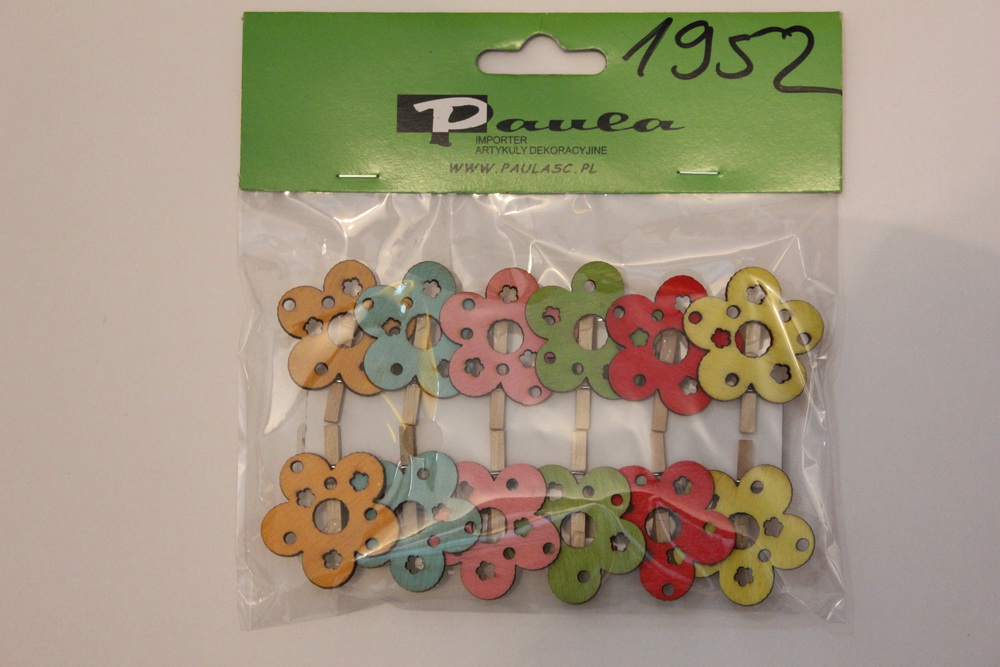 1952
Paula
IMPORTER
ARTYKUŁY DEKORACYJNE
WWW.PAULASC.PL